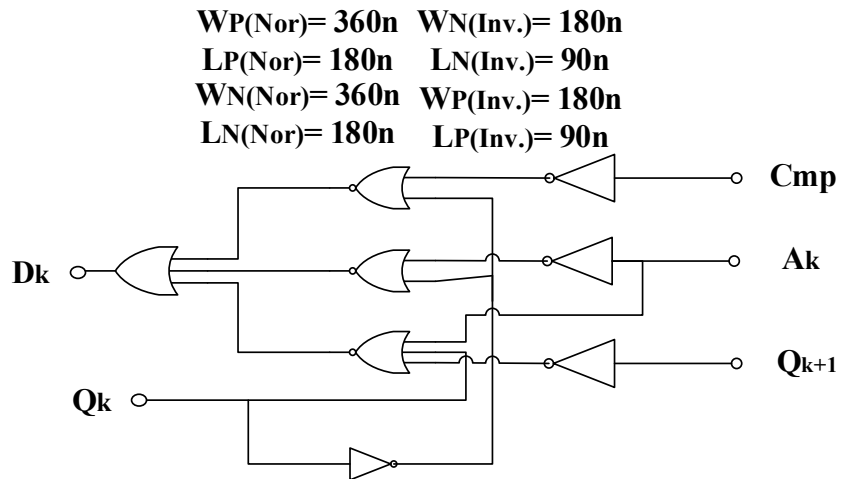 WP(Nor)= 360n WN(Inv.)= 180n
LP(Nor)= 180n LN(Inv.)= 90n
WN(Nor)= 360n WP(Inv.)= 180n
LN(Nor)= 180n LP(Inv.)= 90n
Cmp
Dk
Ak
Qk+1
Qk